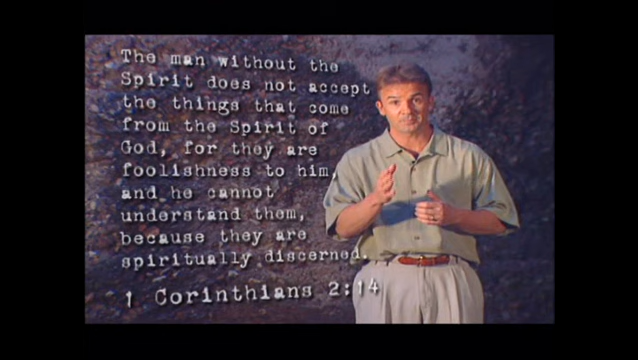 The man without the
Spirit does not accept
the things that come
from the Spirit of
God, for they are
foolishness to him,
and he cannot
understand them,
because they are
spiritually discerned.
1 Corinthians 2:14